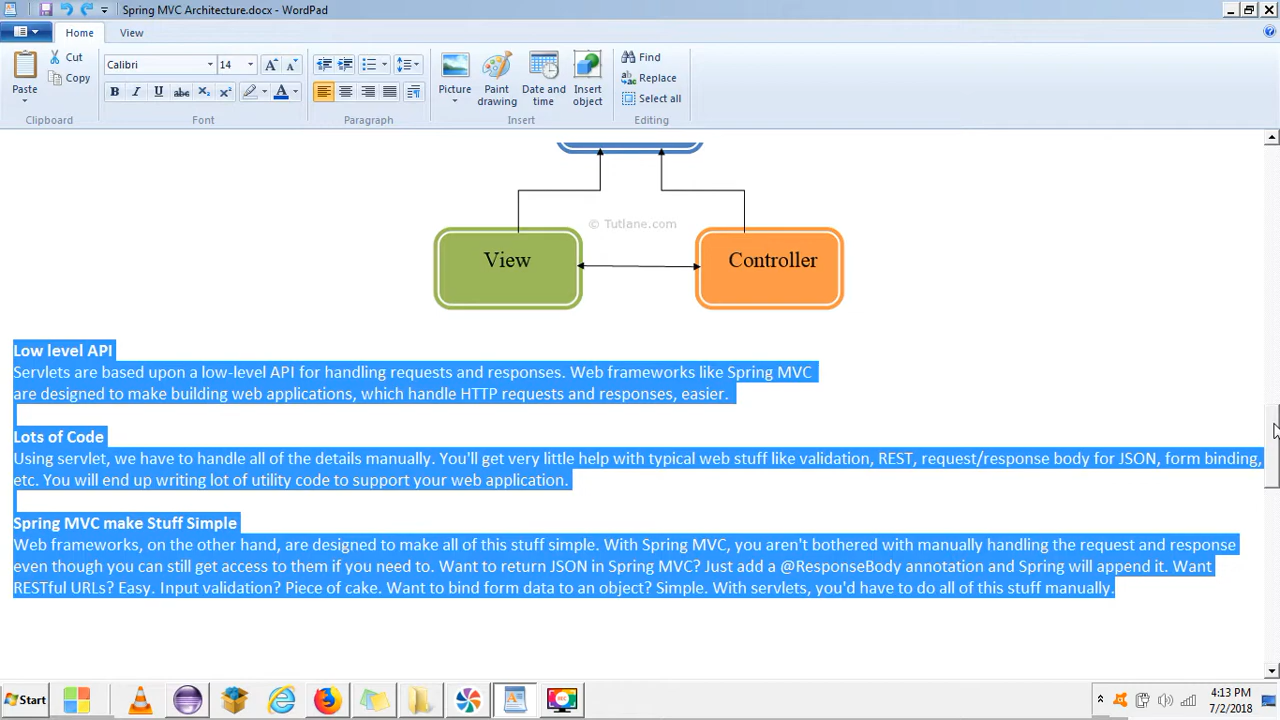 Spring MVC Architecture.docx - WordPad
Home
View
Paste
Cut
Copy
Clipboard
Calibri
14
A
A
B I U abc X₂ X² A
Font
Paragraph
Picture
Paint drawing
Date and time
Insert object
Insert
Find
Replace
Select all
Editing
© Tutlane.com
View
Controller
Low level API
Servlets are based upon a low-level API for handling requests and responses. Web frameworks like Spring MVC
are designed to make building web applications, which handle HTTP requests and responses, easier.
Lots of Code
Using servlet, we have to handle all of the details manually. You'll get very little help with typical web stuff like validation, REST, request/response body for JSON, form binding,
etc. You will end up writing lot of utility code to support your web application.
Spring MVC make Stuff Simple
Web frameworks, on the other hand, are designed to make all of this stuff simple. With Spring MVC, you aren't bothered with manually handling the request and response
even though you can still get access to them if you need to. Want to return JSON in Spring MVC? Just add a @ResponseBody annotation and Spring will append it. Want
RESTful URLs? Easy. Input validation? Piece of cake. Want to bind form data to an object? Simple. With servlets, you'd have to do all of this stuff manually.
Start
REC
4:13 PM
7/2/2018